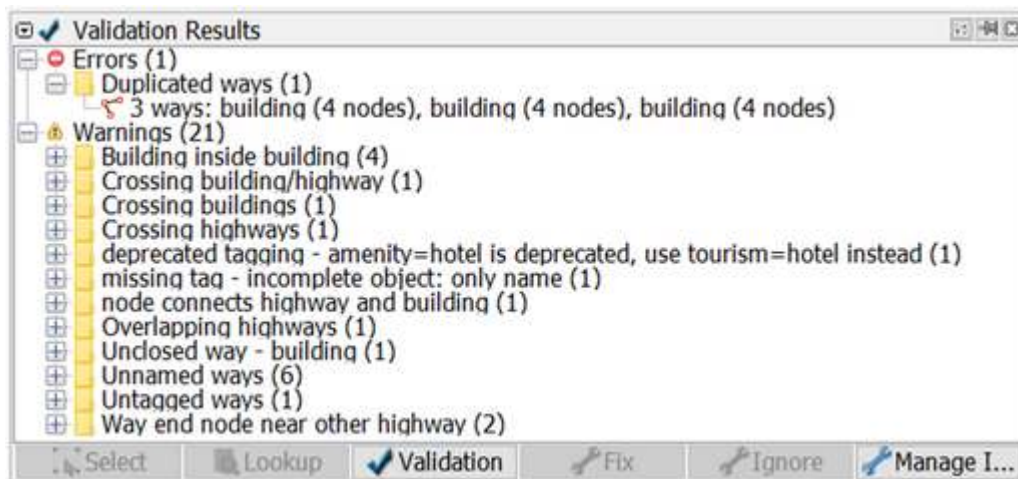 Validation Results
Errors (1)
Duplicated ways (1)
3 ways: building (4 nodes), building (4 nodes), building (4 nodes)
Warnings (21)
Building inside building (4)
Crossing building/highway (1)
Crossing buildings (1)
Crossing highways (1)
deprecated tagging - amenity=hotel is deprecated, use tourism=hotel instead (1)
missing tag - incomplete object: only name (1)
node connects highway and building (1)
Overlapping highways (1)
Unclosed way - building (1)
Unnamed ways (6)
Untagged ways (1)
Way end node near other highway (2)
Select Lookup Validation Fix Ignore Manage I...